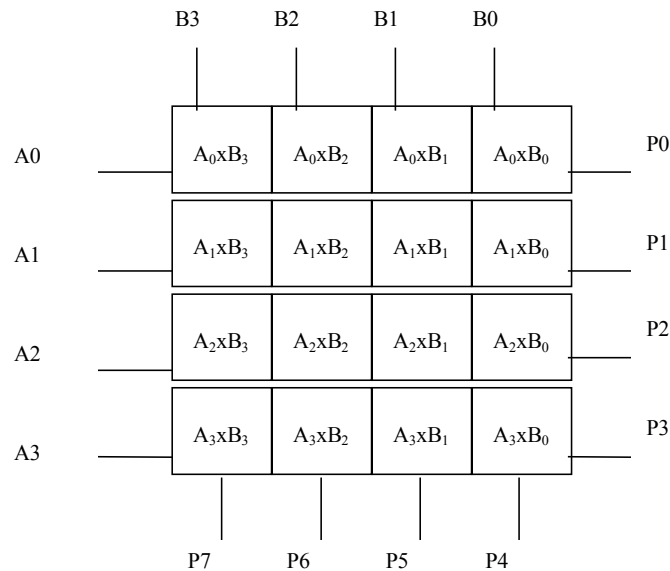 B3 B2 B1 B0
A0 A₀xB₃ A₀xB₂ A₀xB₁ A₀xB₀ P0
A1 A₁xB₃ A₁xB₂ A₁xB₁ A₁xB₀ P1
A2 A₂xB₃ A₂xB₂ A₂xB₁ A₂xB₀ P2
A3 A₃xB₃ A₃xB₂ A₃xB₁ A₃xB₀ P3
P7 P6 P5 P4